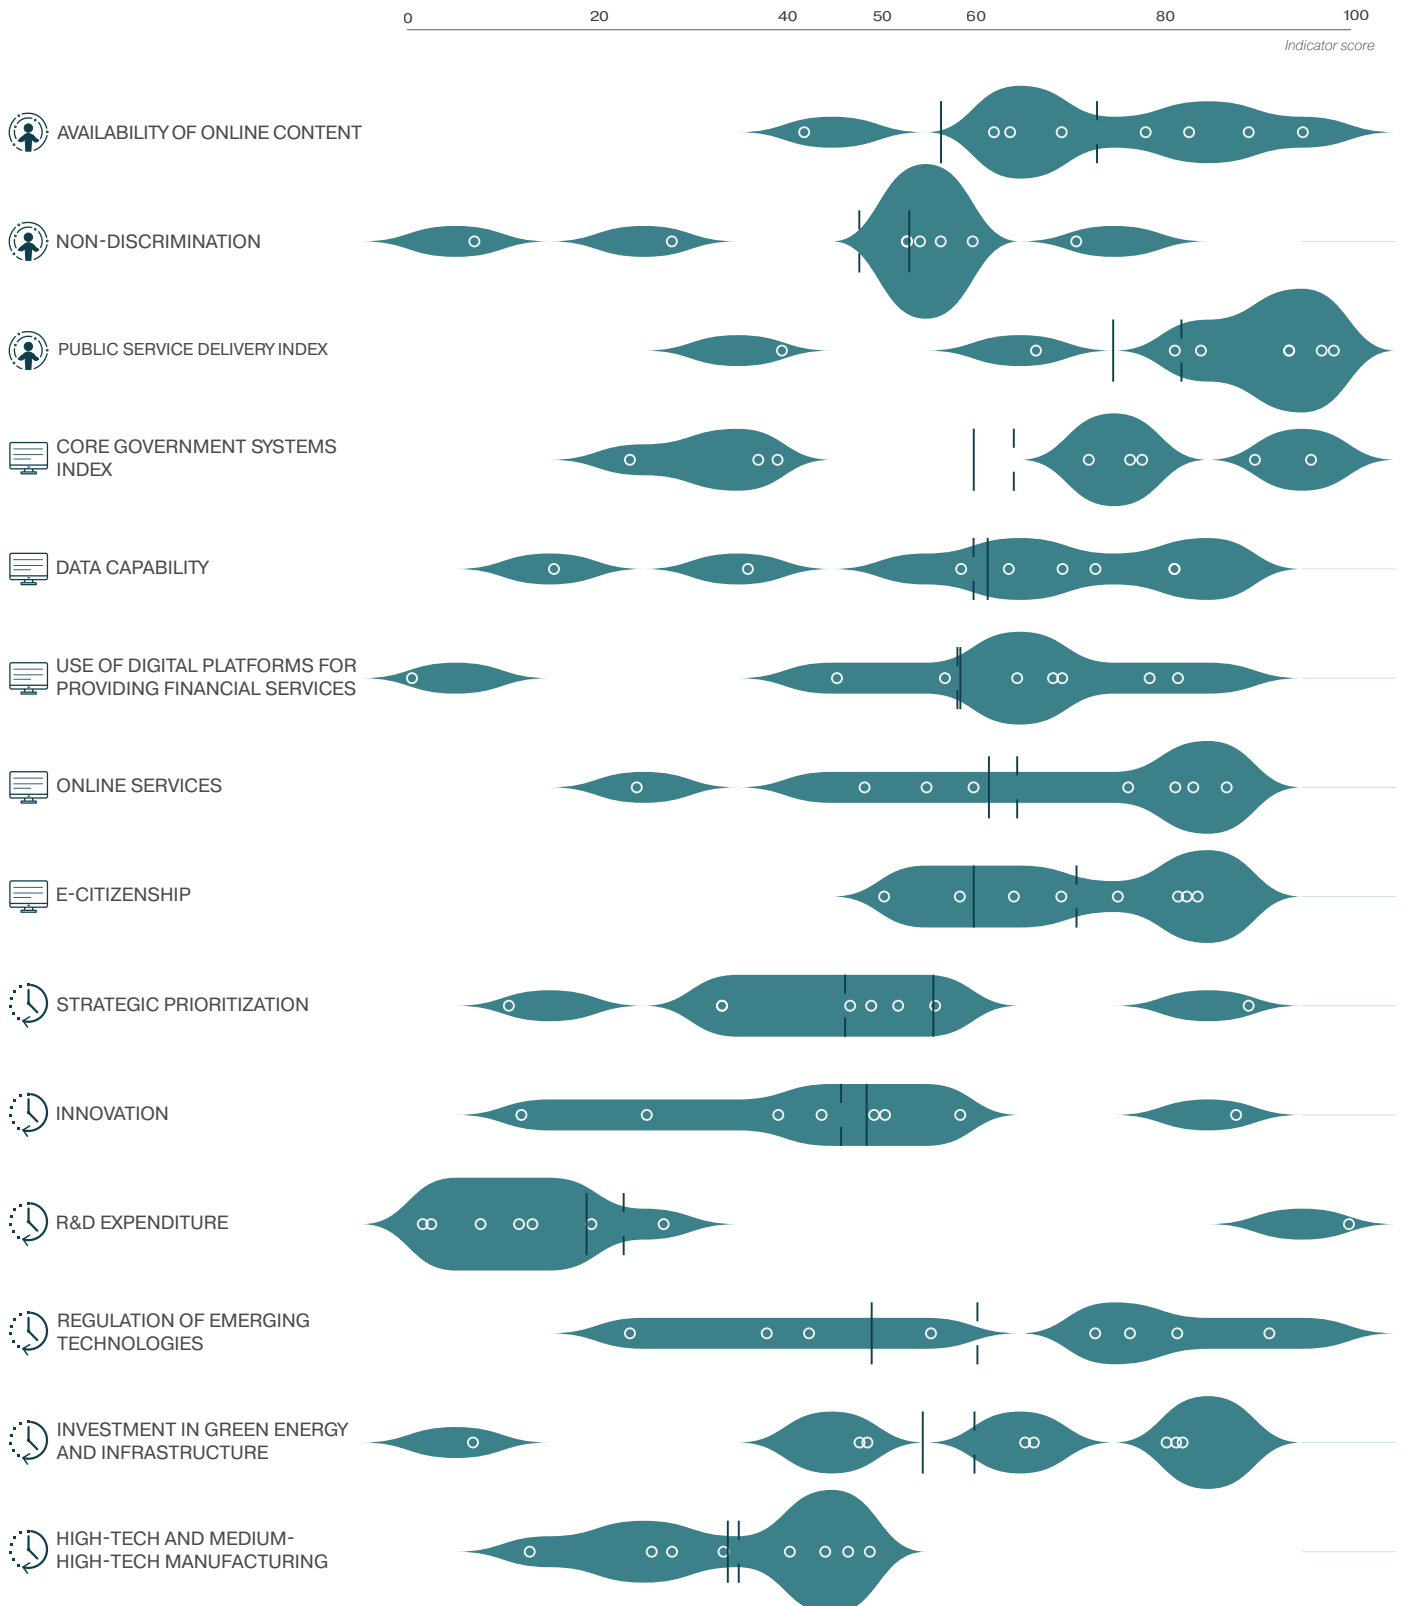 0 20 40 50 60 80 100
Indicator score
AVAILABILITY OF ONLINE CONTENT
NON-DISCRIMINATION
PUBLIC SERVICE DELIVERY INDEX
CORE GOVERNMENT SYSTEMS
INDEX
DATA CAPABILITY
USE OF DIGITAL PLATFORMS FOR
PROVIDING FINANCIAL SERVICES
ONLINE SERVICES
E-CITIZENSHIP
STRATEGIC PRIORITIZATION
INNOVATION
R&D EXPENDITURE
REGULATION OF EMERGING
TECHNOLOGIES
INVESTMENT IN GREEN ENERGY
AND INFRASTRUCTURE
HIGH-TECH AND MEDIUM-
HIGH-TECH MANUFACTURING